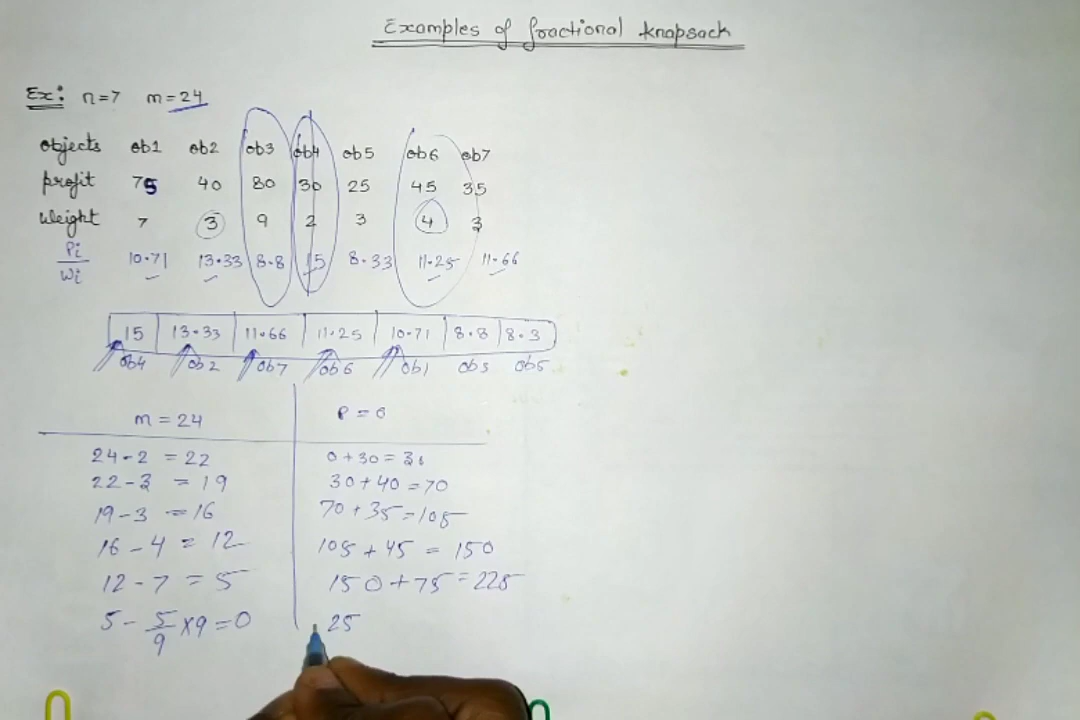 Examples of fractional knapsack
Ex: n=7 m=24
objects ob1 ob2 ob3 ob4 ob5 ob6 ob7
profit 75 40 80 30 25 45 35
Weight 7 3 9 2 3 4 3
Pi/Wi 10.71 13.33 8.8 15 8.33 11.25 11.66
15 13.33 11.66 11.25 10.71 8.8 8.3
ob4 ob2 ob7 ob6 ob1 ob3 ob5
m = 24 P = 0
24-2 = 22 0+30 = 30
22-3 = 19 30+40 = 70
19-3 = 16 70+35 = 105
16-4 = 12 105+45 = 150
12-7 = 5 150+75 = 225
5 - 5/9 x9 = 0 25